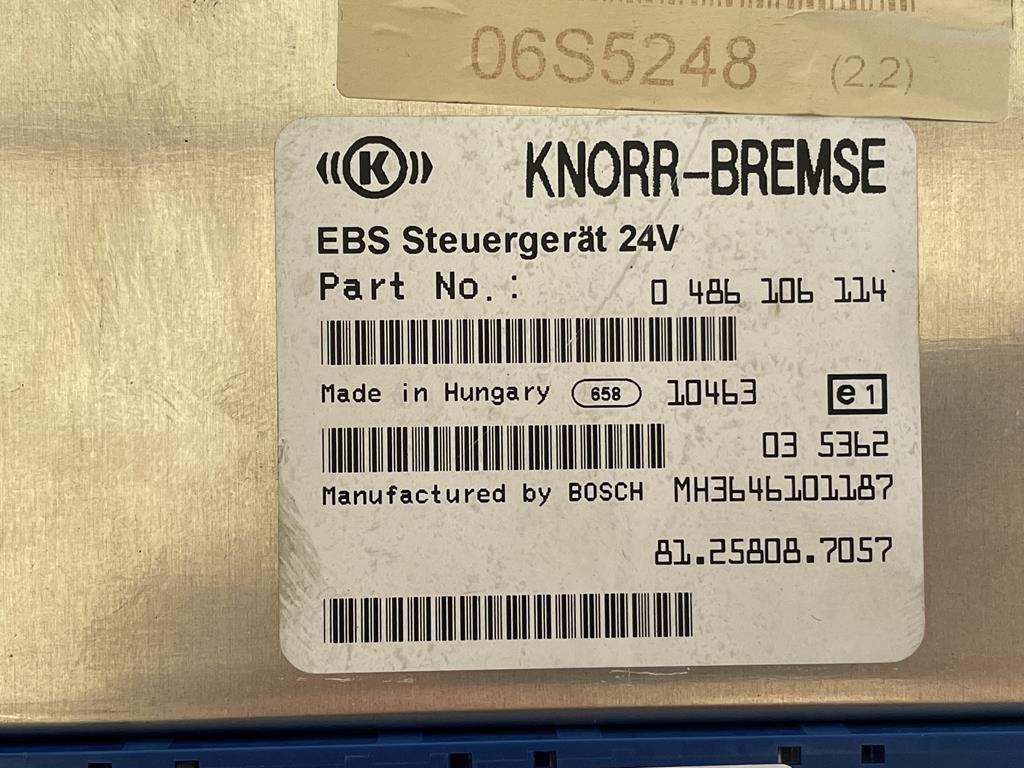 06S5248 (2.2)
((K)) KNORR-BREMSE
EBS Steuergerät 24V
Part No.: 0 486 106 114
Made in Hungary 658 10463 e1
03 5362
Manufactured by BOSCH MH3646101187
81.25808.7057